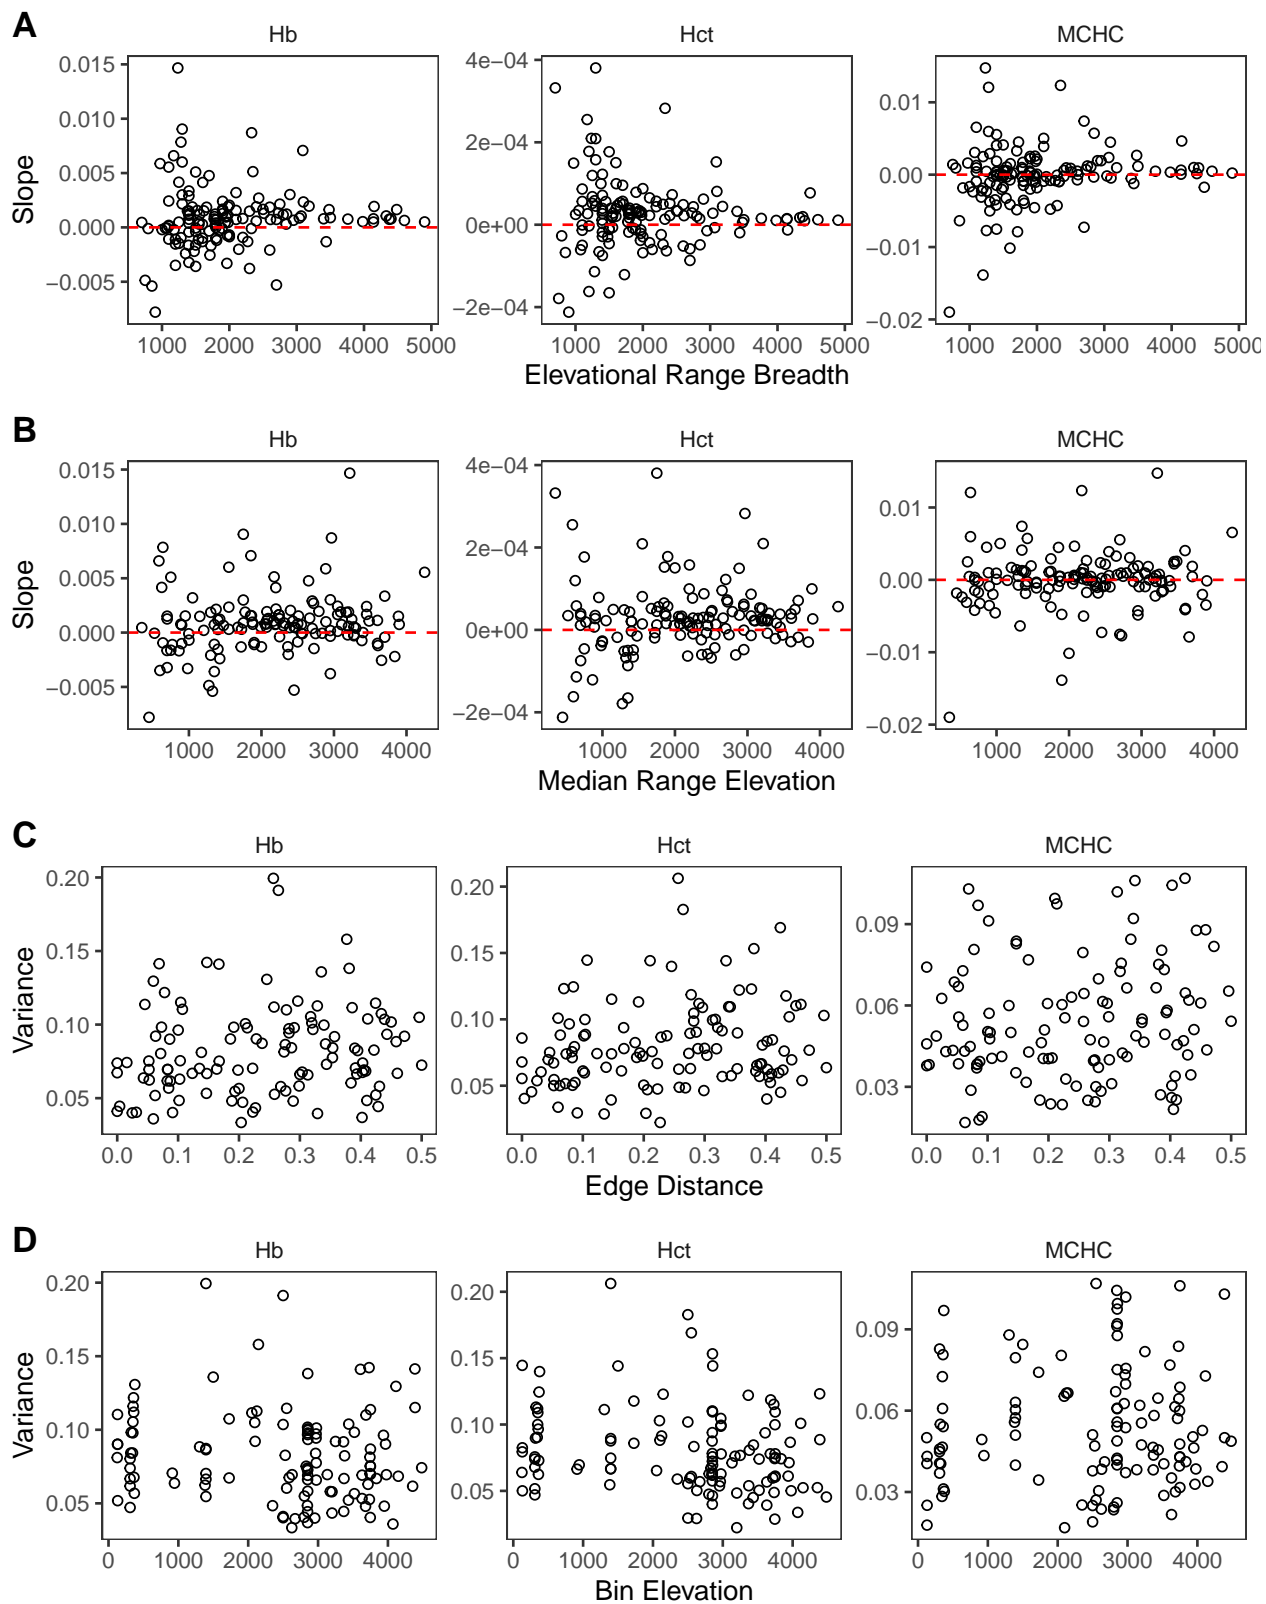 A
Hb Hct MCHC
0.015
0.010
0.005
0.000
−0.005
4e−04
2e−04
0e+00
−2e−04
0.01
0.00
−0.01
−0.02
Slope
1000 2000 3000 4000 5000 1000 2000 3000 4000 5000 1000 2000 3000 4000 5000
Elevational Range Breadth
B
Hb Hct MCHC
0.015
0.010
0.005
0.000
−0.005
4e−04
2e−04
0e+00
−2e−04
0.01
0.00
−0.01
−0.02
Slope
1000 2000 3000 4000 1000 2000 3000 4000 1000 2000 3000 4000
Median Range Elevation
C
Hb Hct MCHC
0.20
0.15
0.10
0.05
0.20
0.15
0.10
0.05
0.09
0.06
0.03
Variance
0.0 0.1 0.2 0.3 0.4 0.5 0.0 0.1 0.2 0.3 0.4 0.5 0.0 0.1 0.2 0.3 0.4 0.5
Edge Distance
D
Hb Hct MCHC
0.20
0.15
0.10
0.05
0.20
0.15
0.10
0.05
0.09
0.06
0.03
Variance
0 1000 2000 3000 4000 0 1000 2000 3000 4000 0 1000 2000 3000 4000
Bin Elevation